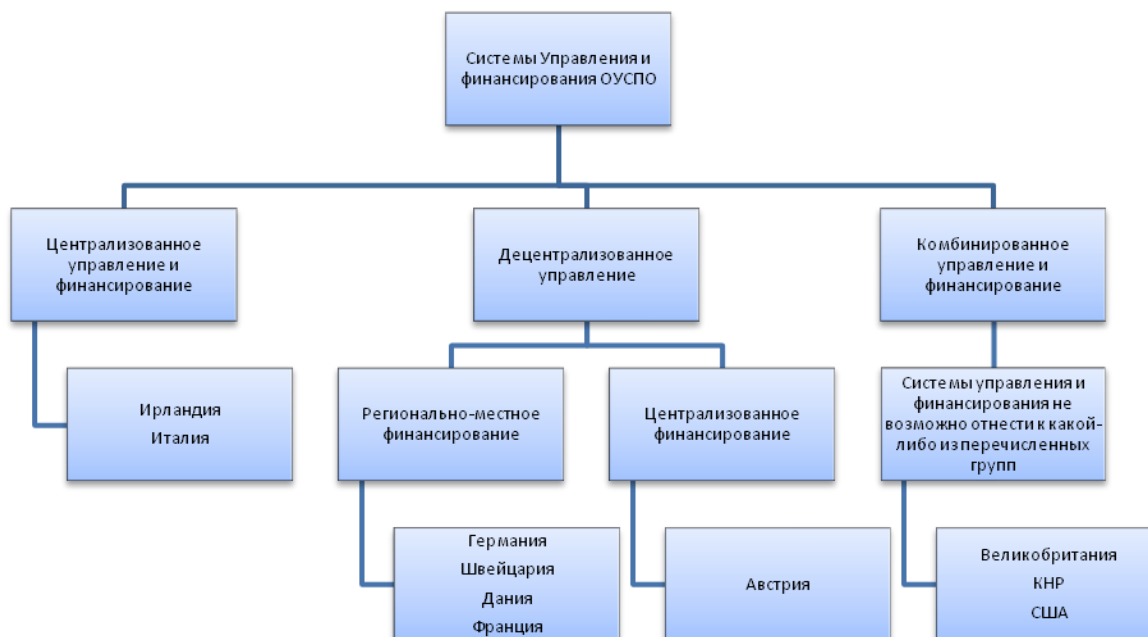 Системы Управления и
финансирования ОУСПО
Централизованное
управление и
финансирование
Децентрализованное
управление
Комбинированное
управление и
финансирование
Ирландия
Италия
Регионально-местное
финансирование
Централизованное
финансирование
Системы управления и
финансирования не
возможно отнести к какой-
либо из перечисленных
групп
Германия
Швейцария
Дания
Франция
Австрия
Великобритания
КНР
США